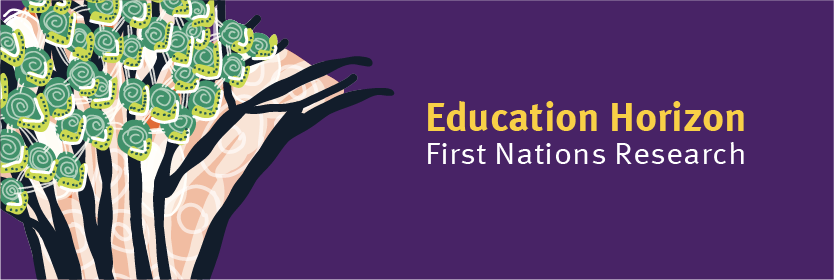 Education Horizon
First Nations Research